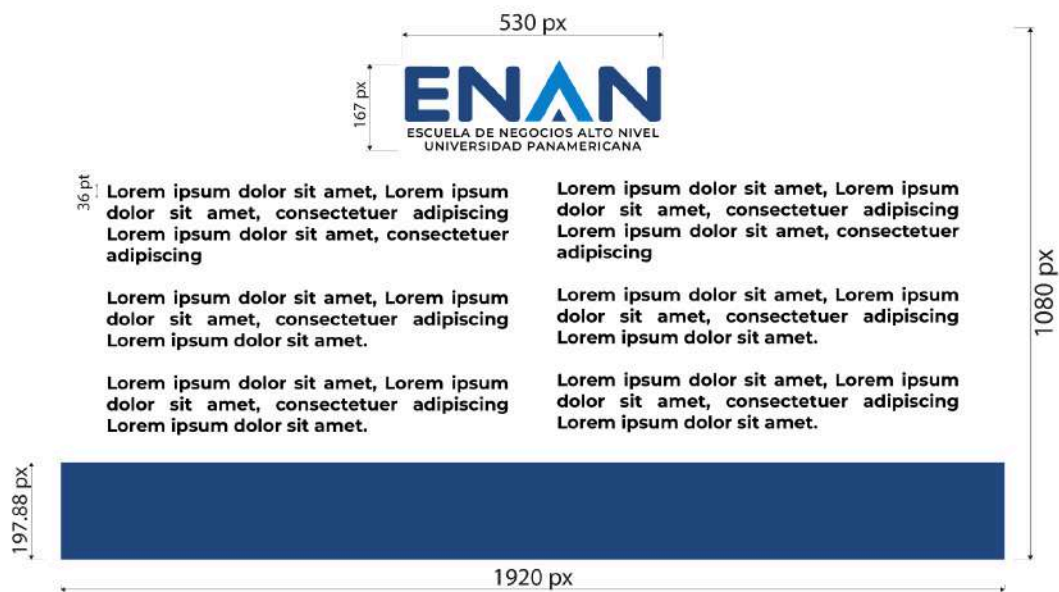 530 px
167 px
ENAN
ESCUELA DE NEGOCIOS ALTO NIVEL
UNIVERSIDAD PANAMERICANA
36 pt
Lorem ipsum dolor sit amet, Lorem ipsum
dolor sit amet, consectetuer adipiscing
Lorem ipsum dolor sit amet, consectetuer
adipiscing
Lorem ipsum dolor sit amet, Lorem ipsum
dolor sit amet, consectetuer adipiscing
Lorem ipsum dolor sit amet.
Lorem ipsum dolor sit amet, Lorem ipsum
dolor sit amet, consectetuer adipiscing
Lorem ipsum dolor sit amet.
Lorem ipsum dolor sit amet, Lorem ipsum
dolor sit amet, consectetuer adipiscing
Lorem ipsum dolor sit amet, consectetuer
adipiscing
Lorem ipsum dolor sit amet, Lorem ipsum
dolor sit amet, consectetuer adipiscing
Lorem ipsum dolor sit amet.
Lorem ipsum dolor sit amet, Lorem ipsum
dolor sit amet, consectetuer adipiscing
Lorem ipsum dolor sit amet.
1080 px
197.88 px
1920 px